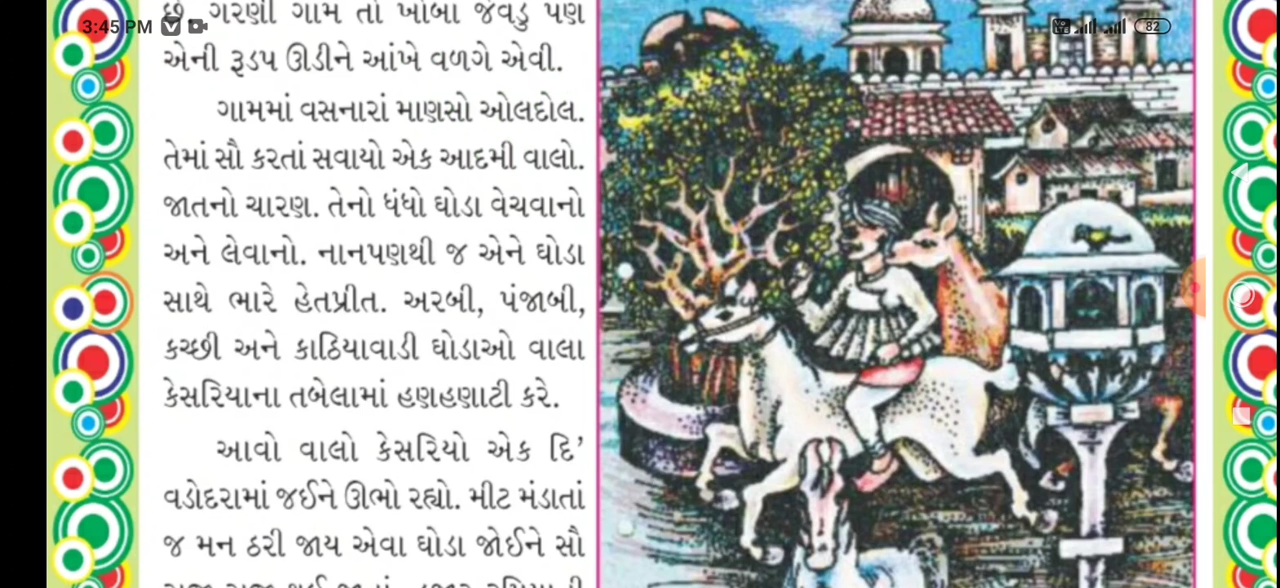 3:45 PM
82
છે. ગરણી ગામ તો ખોબા જેવડું પણ
એની રૂડપ ઊડીને આંખે વળગે એવી.
ગામમાં વસનારાં માણસો ઓલદોલ.
તેમાં સૌ કરતાં સવાયો એક આદમી વાલો.
જાતનો ચારણ. તેનો ધંધો ઘોડા વેચવાનો
અને લેવાનો. નાનપણથી જ એને ઘોડા
સાથે ભારે હેતપ્રીત. અરબી, પંજાબી,
કચ્છી અને કાઠિયાવાડી ઘોડાઓ વાલા
કેસરિયાના તબેલામાં હણહણાટી કરે.
આવો વાલો કેસરિયો એક દિ’
વડોદરામાં જઈને ઊભો રહ્યો. મીટ મંડાતાં
જ મન ઠરી જાય એવા ઘોડા જોઈને સૌ